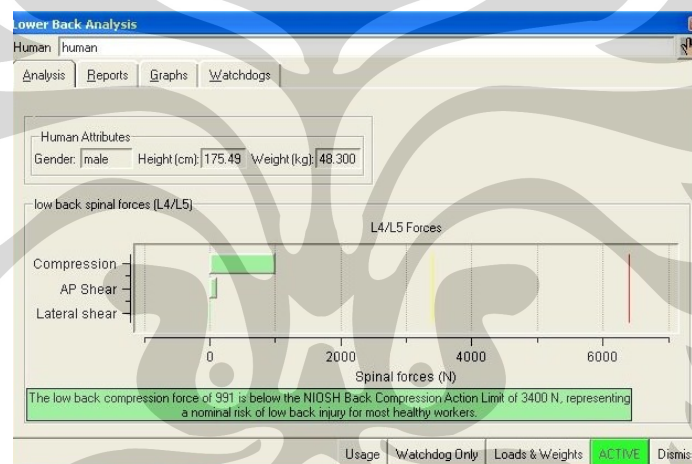 Lower Back Analysis
Human human
Analysis Reports Graphs Watchdogs
Human Attributes
Gender: male Height (cm): 175.49 Weight (kg): 48.300
low back spinal forces (L4/L5)
L4/L5 Forces
Compression
AP Shear
Lateral shear
0 2000 4000 6000
Spinal forces (N)
The low back compression force of 991 is below the NIOSH Back Compression Action Limit of 3400 N, representing
a nominal risk of low back injury for most healthy workers.
Usage Watchdog Only Loads & Weights ACTIVE Dismis